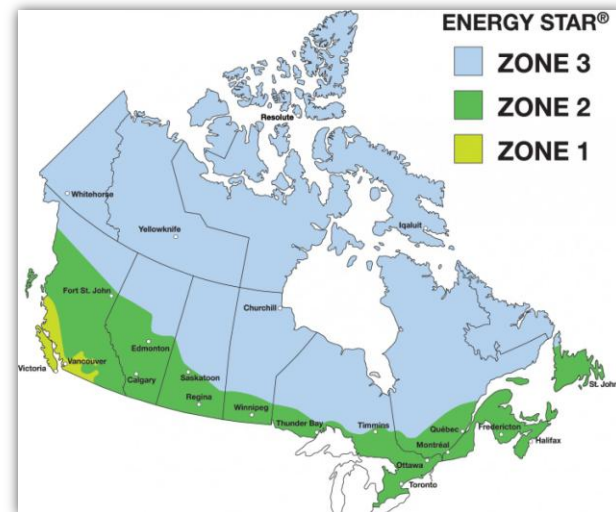 ENERGY STAR®
ZONE 3
ZONE 2
ZONE 1
Resolute
Whitehorse
Yellowknife
Iqaluit
Fort St. John
Churchill
Edmonton
Vancouver
Victoria
Calgary
Saskatoon
Regina
Winnipeg
Thunder Bay
Timmins
Québec
Fredericton
St. John
Montréal
Halifax
Ottawa
Toronto